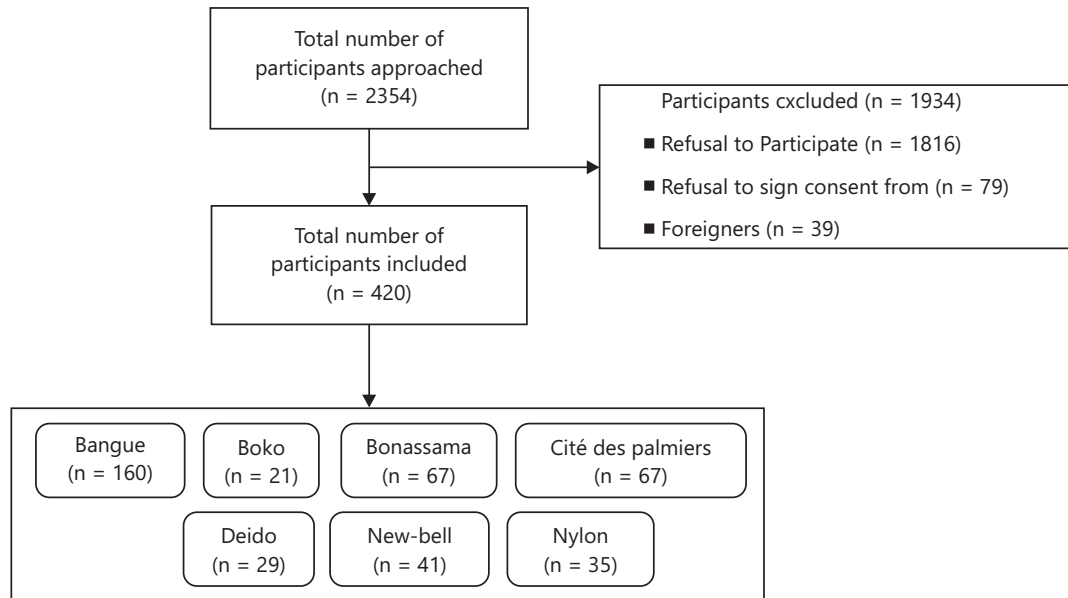 Total number of
participants approached
(n = 2354)
Participants cxcluded (n = 1934)
■ Refusal to Participate (n = 1816)
■ Refusal to sign consent from (n = 79)
■ Foreigners (n = 39)
Total number of
participants included
(n = 420)
Bangue
(n = 160)
Boko
(n = 21)
Bonassama
(n = 67)
Cité des palmiers
(n = 67)
Deido
(n = 29)
New-bell
(n = 41)
Nylon
(n = 35)